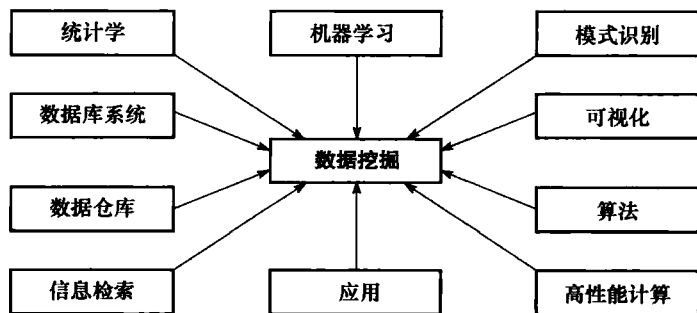 统计学
机器学习
模式识别
数据库系统
可视化
数据挖掘
数据仓库
算法
信息检索
应用
高性能计算